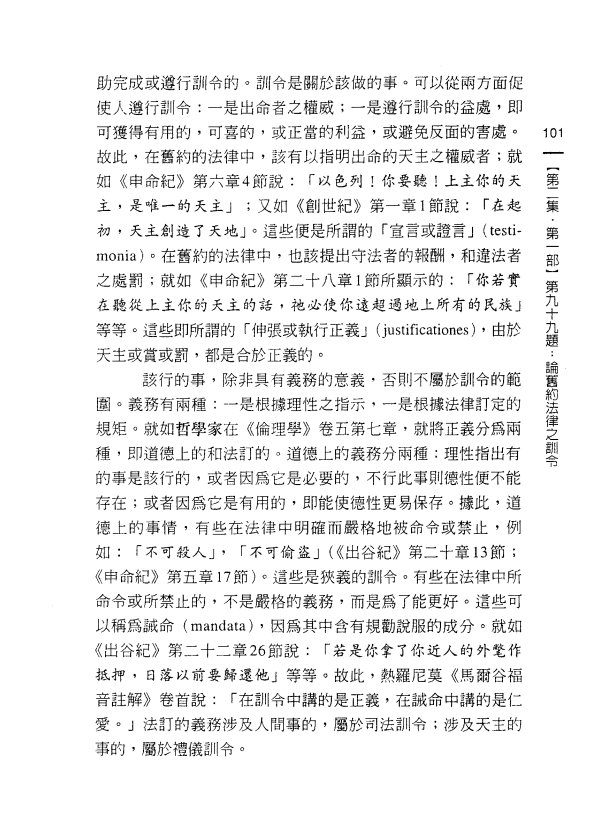 助完成或遵行訓令的。訓令是關於該做的事。可以從兩方面促
使人遵行訓令：一是出命者之權威；一是遵行訓令的益處，即
可獲得有用的，可喜的，或正當的利益，或避免反面的害處。
故此，在舊約的法律中，該有以指明出命的天主之權威者；就
如《申命紀》第六章4節說：「以色列！你要聽！上主你的天
主，是唯一的天主」；又如《創世紀》第一章1節說：「在起
初，天主創造了天地」。這些便是所謂的「宣言或證言」(testi-
monia)。在舊約的法律中，也該提出守法者的報酬，和違法者
之處罰；就如《申命紀》第二十八章1節所顯示的：「你若實
在聽從上主你的天主的話，祂必使你遠超過地上所有的民族」
等等。這些即所謂的「伸張或執行正義」(justificationes)，由於
天主或賞或罰，都是合於正義的。
該行的事，除非具有義務的意義，否則不屬於訓令的範
圍。義務有兩種：一是根據理性之指示，一是根據法律訂定的
規矩。就如哲學家在《倫理學》卷五第七章，就將正義分爲兩
種，即道德上的和法訂的。道德上的義務分兩種：理性指出有
的事是該行的，或者因爲它是必要的，不行此事則德性便不能
存在；或者因爲它是有用的，即能使德性更易保存。據此，道
德上的事情，有些在法律中明確而嚴格地被命令或禁止，例
如：「不可殺人」，「不可偷盜」(《出谷紀》第二十章13節；
《申命紀》第五章17節)。這些是狹義的訓令。有些在法律中所
命令或所禁止的，不是嚴格的義務，而是爲了能更好。這些可
以稱爲誡命 (mandata)，因爲其中含有規勸說服的成分。就如
《出谷紀》第二十二章26節說：「若是你拿了你近人的外氅作
抵押，日落以前要歸還他」等等。故此，熱羅尼莫《馬爾谷福
音註解》卷首說：「在訓令中講的是正義，在誡命中講的是仁
愛。」法訂的義務涉及人間事的，屬於司法訓令；涉及天主的
事的，屬於禮儀訓令。
101
【第二集．第一部】第九十九題：論舊約法律之訓令